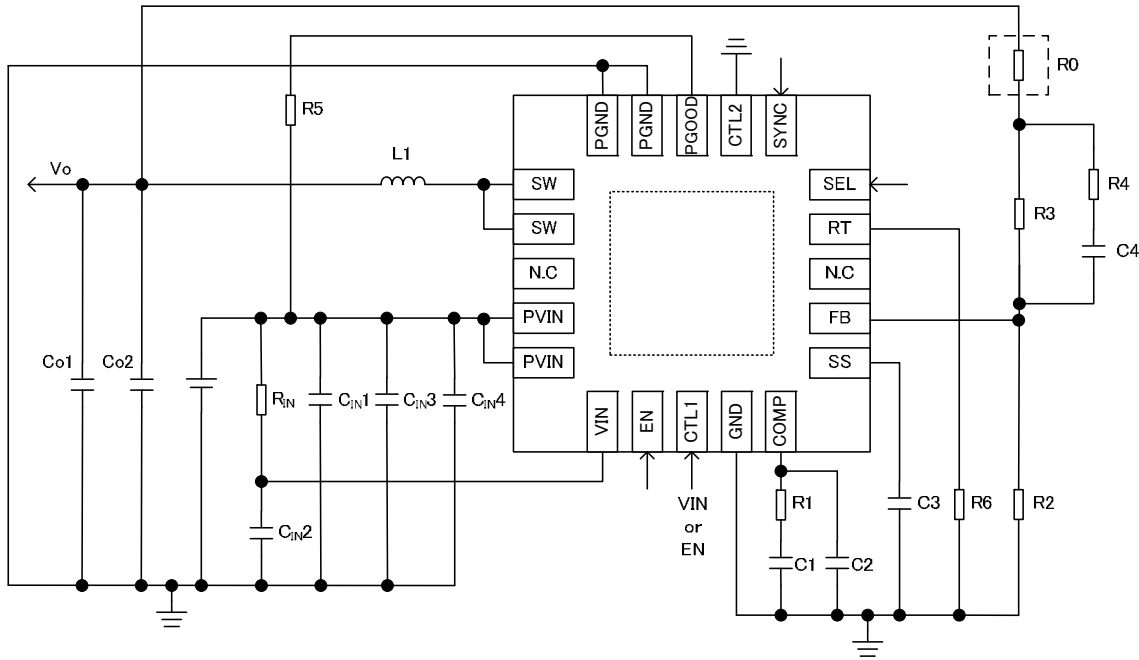 R0
R5
PGND
PGND
PGOOD
CTL2
SYNC
L1
Vo
SW
SEL
R4
SW
RT
R3
C4
N.C
N.C
PVIN
FB
Co1
Co2
PVIN
SS
RIN
CIN1
CIN3
CIN4
VIN
EN
CTL1
GND
COMP
VIN
or
EN
R1
C3
R6
R2
CIN2
C1
C2